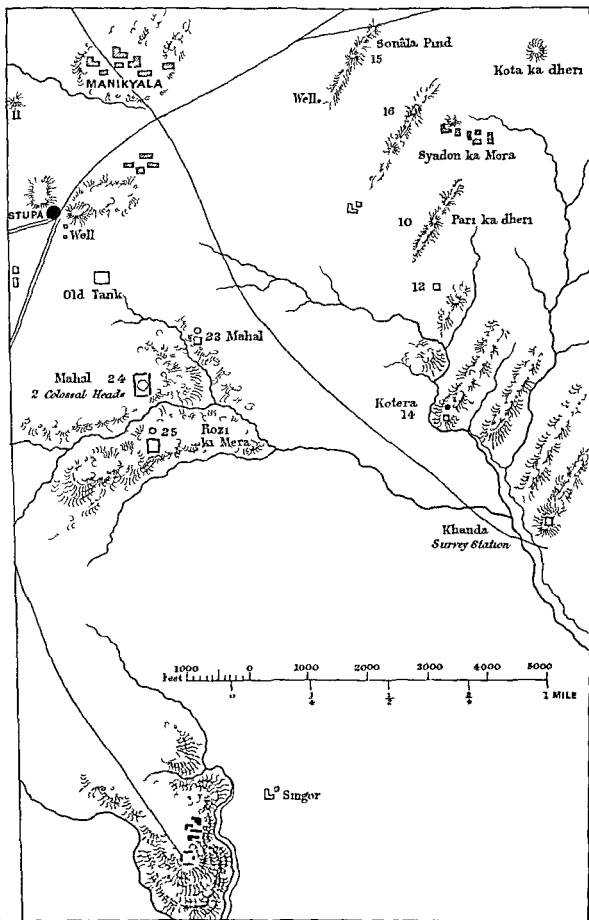 Sonâla Pind
15
Kota ka dheri
MANIKYALA
Well.
11
16
Syadon ka Mora
STUPA
10
Pari ka dheri
Well
Old Tank
12
23 Mahal
Mahal 24
2 Colossal Heads
Kotera
14
25
Rozi
ka Mera
Khanda
Survey Station
1000 0 1000 2000 3000 4000 5000
Feet
0 1/4 1/2 3/4 1 MILE
Singor